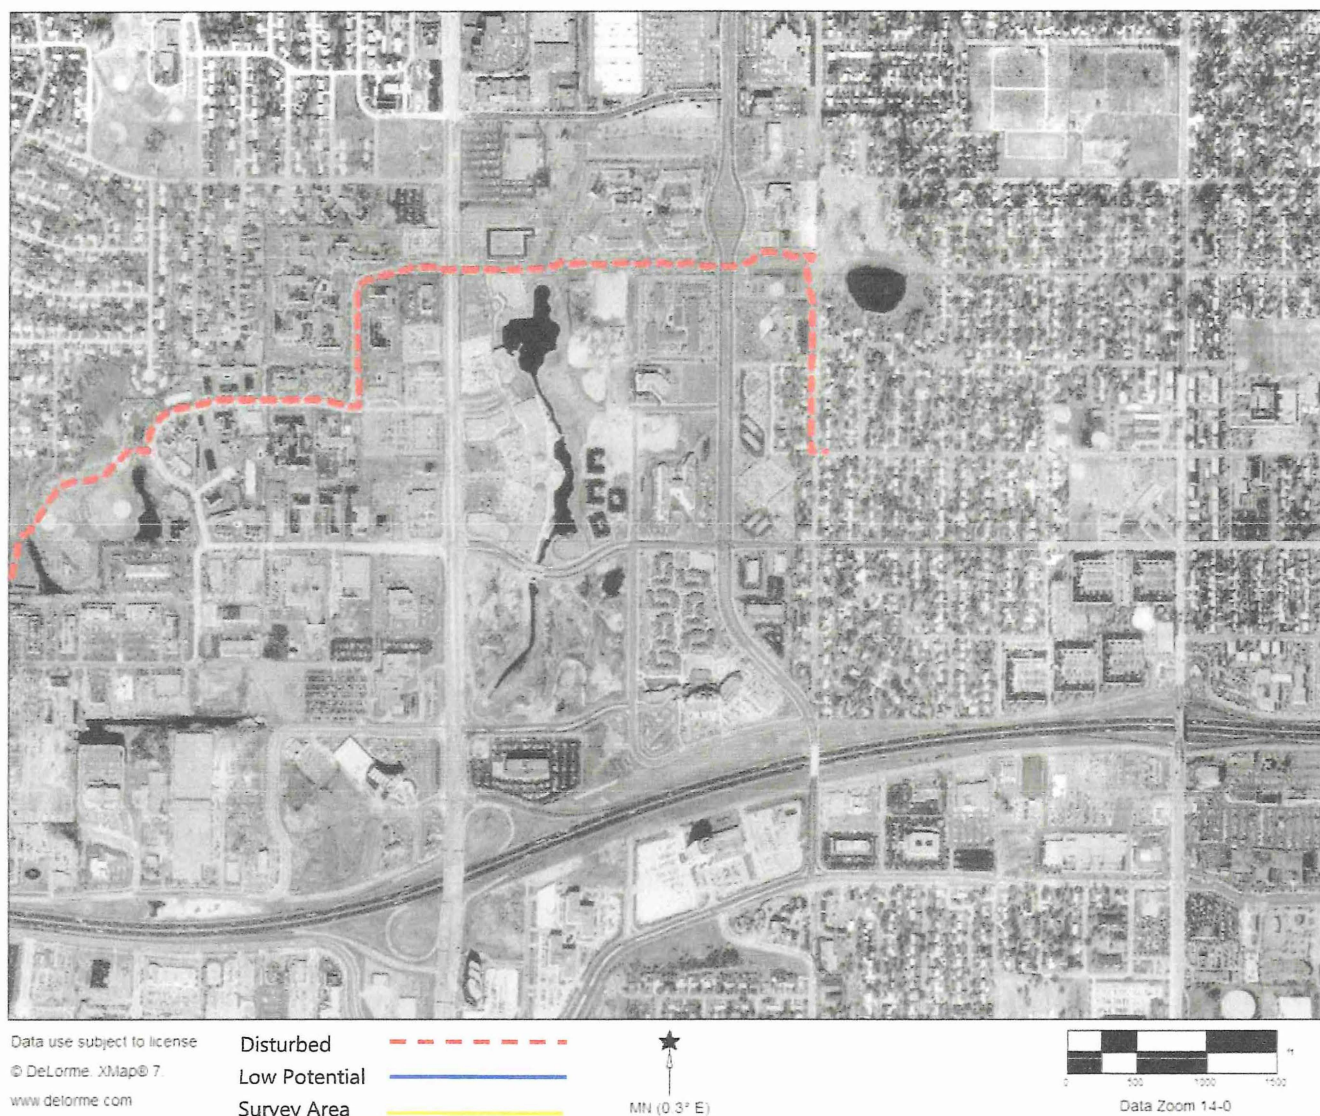 Data use subject to license
© DeLorme. XMap® 7.
www.delorme.com
Disturbed
Low Potential
Survey Area
MN (0.3° E)
ft
0 500 1000 1500
Data Zoom 14-0